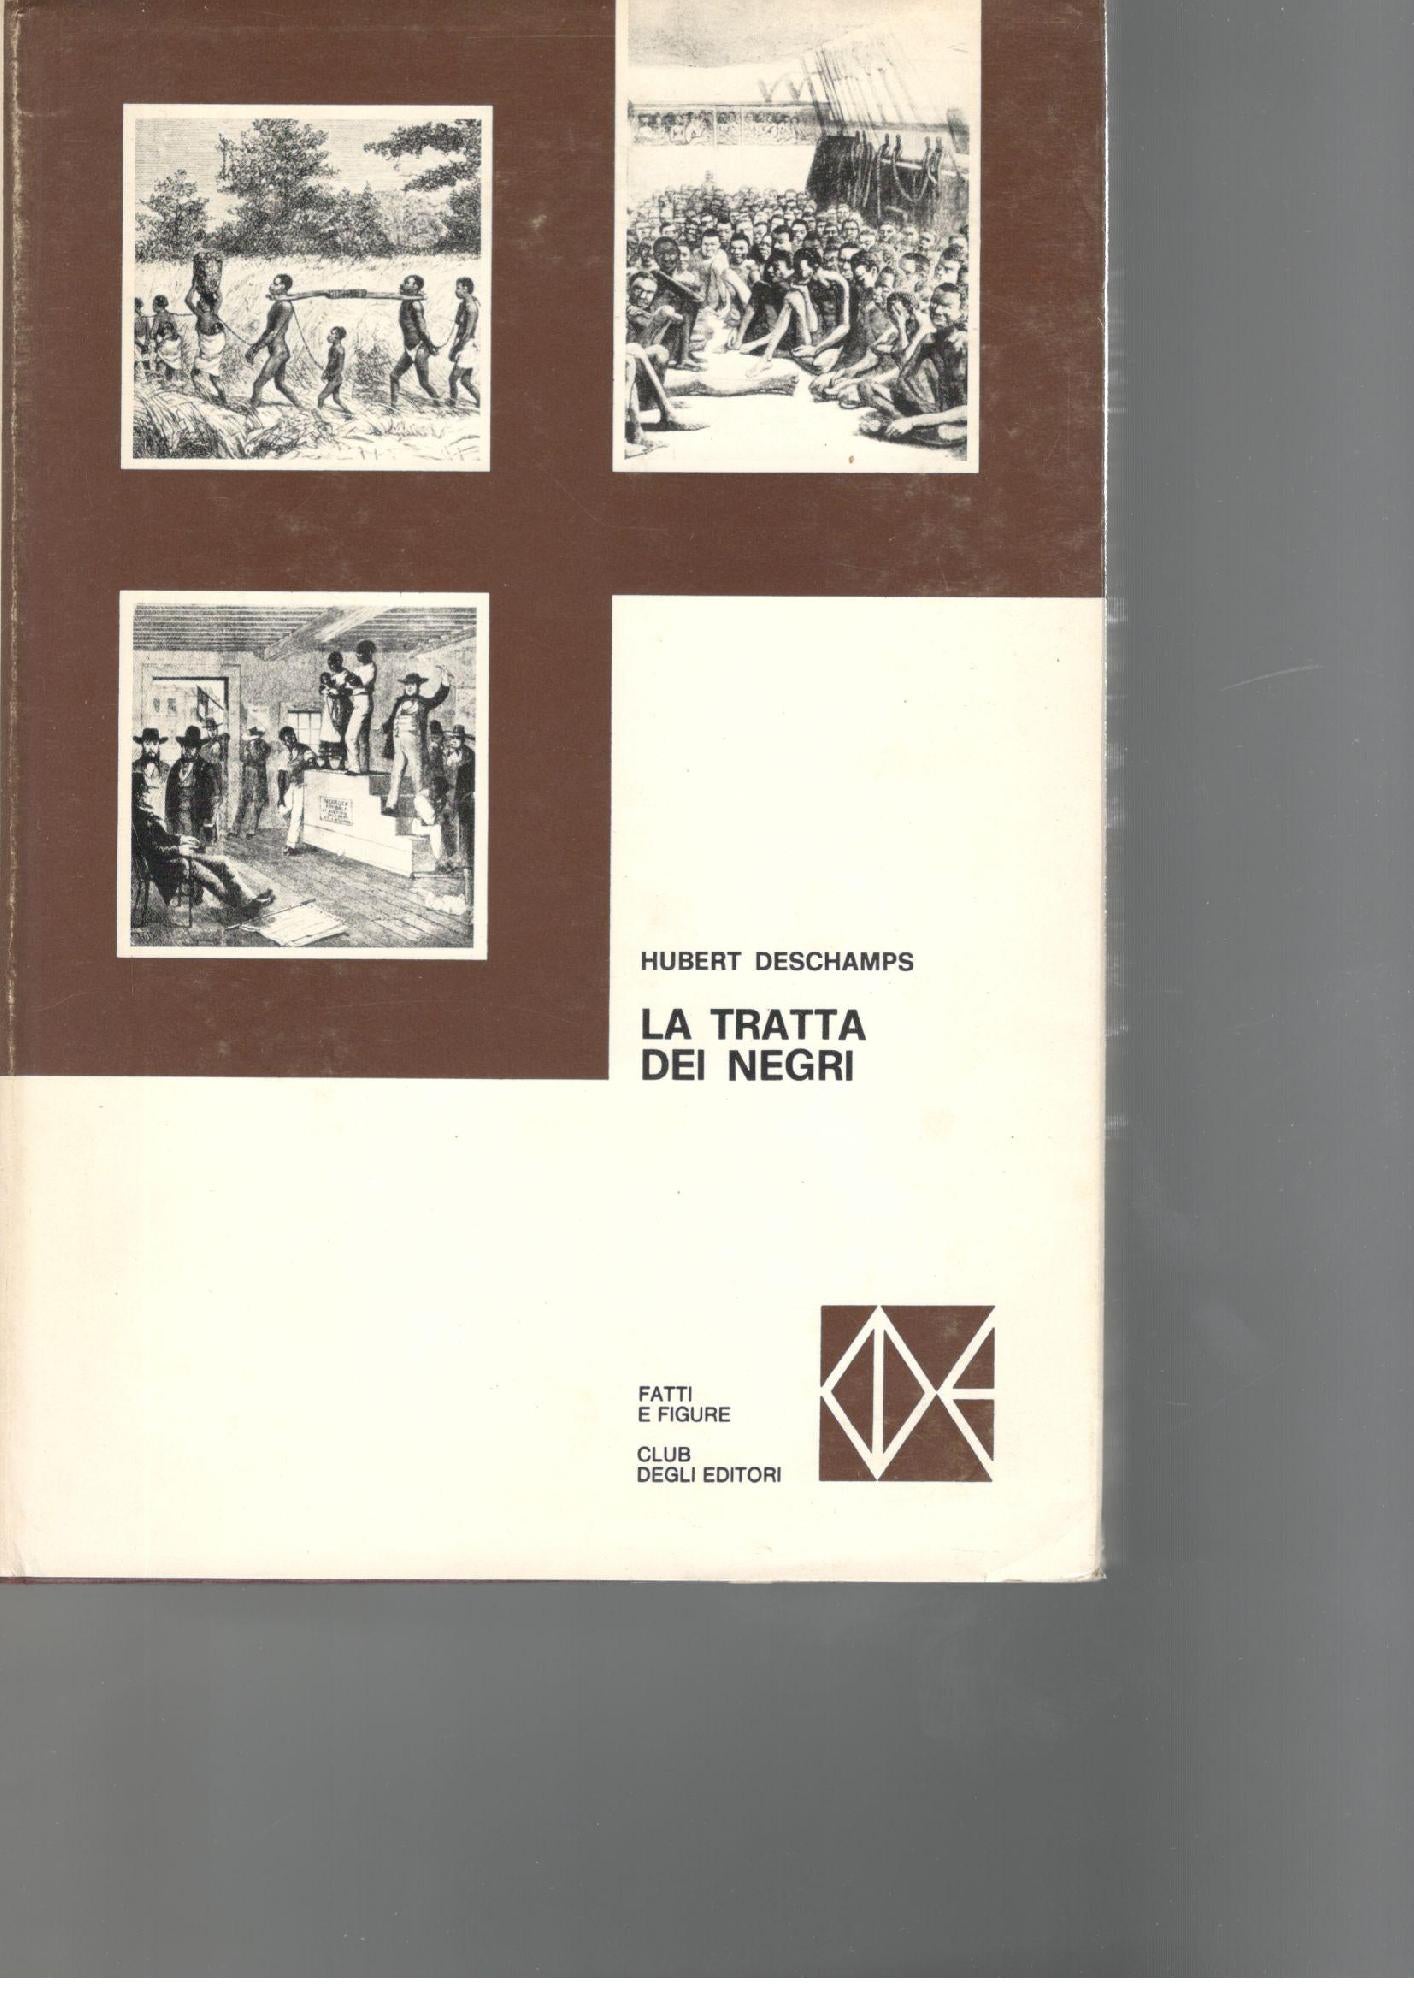 HUBERT DESCHAMPS
LA TRATTA
DEI NEGRI
FATTI
E FIGURE
CLUB
DEGLI EDITORI